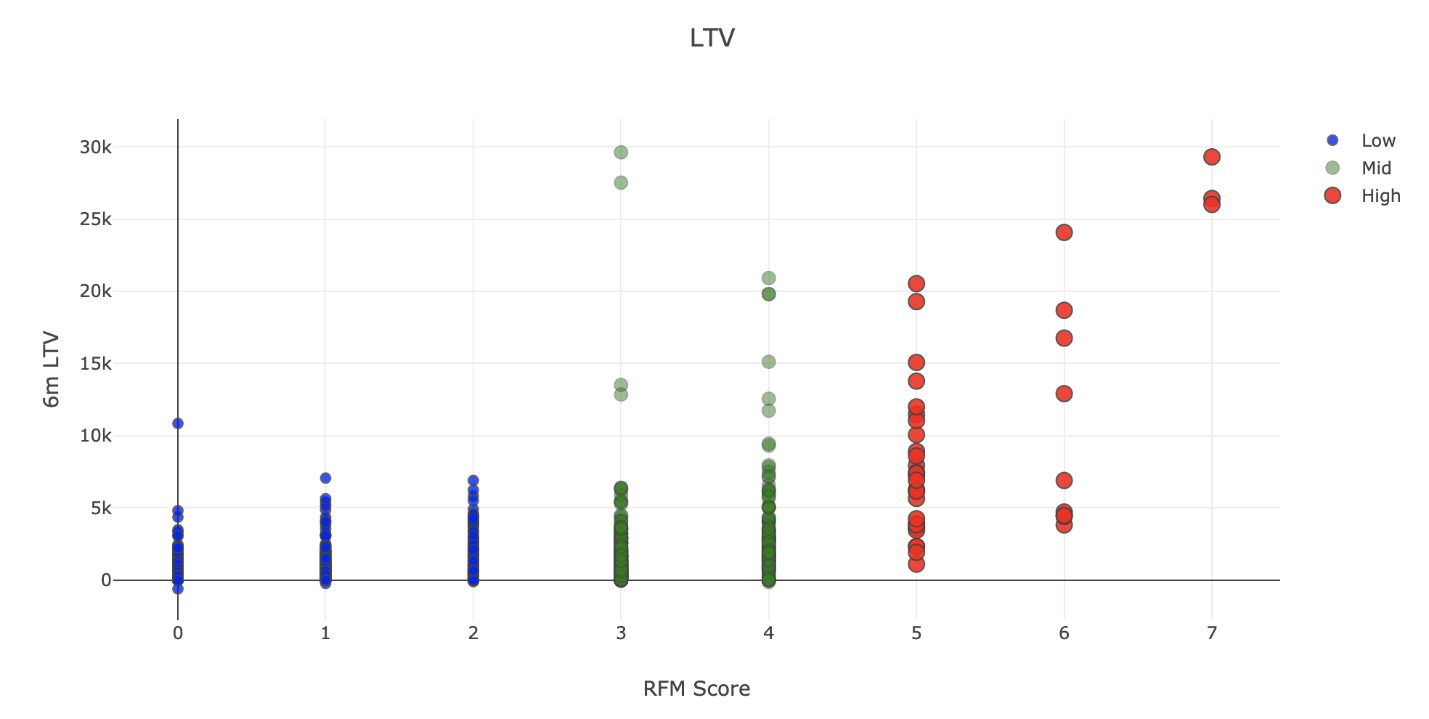 LTV
30k
25k
20k
15k
10k
5k
0
6m LTV
0 1 2 3 4 5 6 7
RFM Score
Low
Mid
High